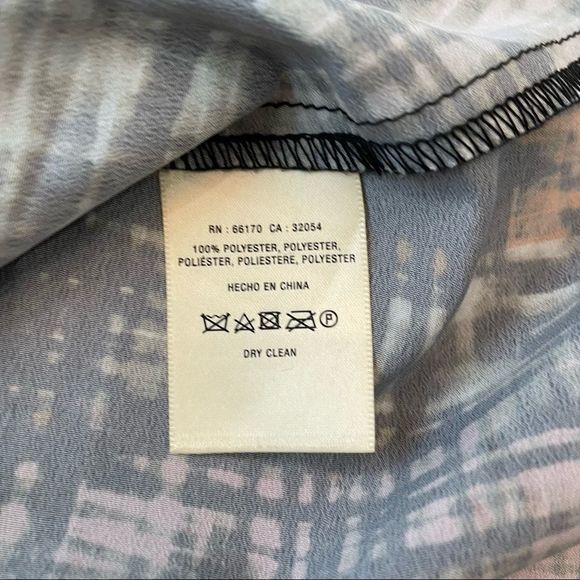 RN : 66170 CA : 32054
100% POLYESTER, POLYESTER,
POLIÉSTER, POLIESTERE, POLYESTER
HECHO EN CHINA
P
DRY CLEAN